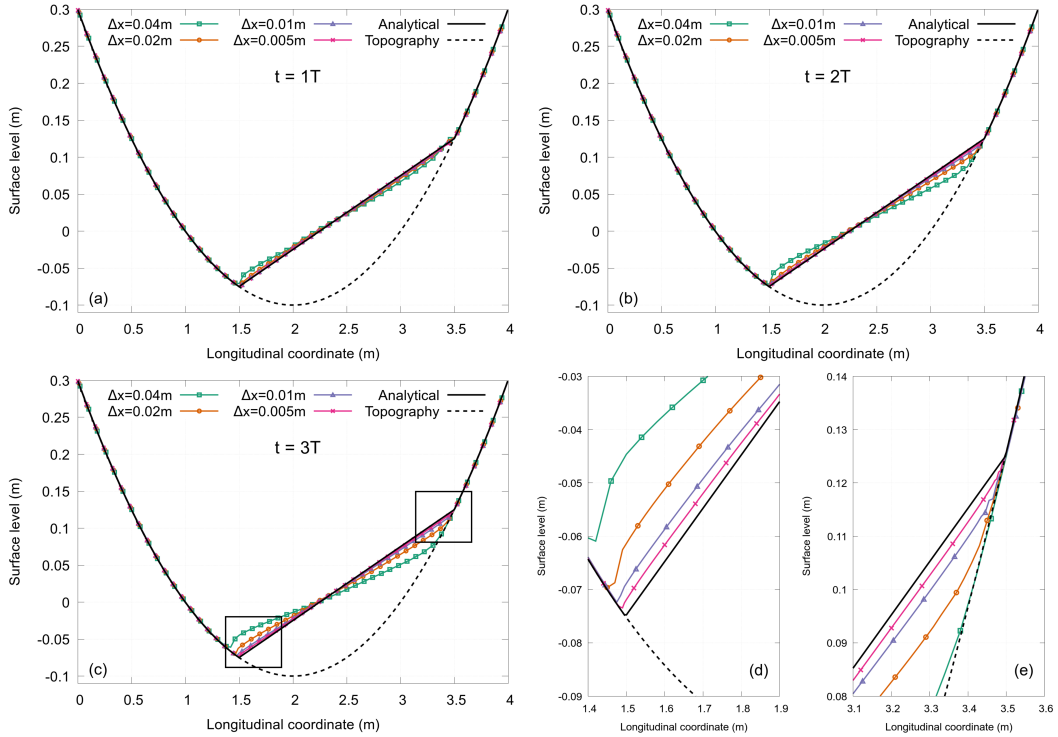 Δx=0.04m Δx=0.01m Analytical
Δx=0.02m Δx=0.005m Topography
t = 1T
0.3
0.2
0.15
0.1
0.05
0
-0.05
-0.1
Surface level (m)
(a)
0 0.5 1 1.5 2 2.5 3 3.5 4
Longitudinal coordinate (m)
Δx=0.04m Δx=0.01m Analytical
Δx=0.02m Δx=0.005m Topography
t = 2T
0.3
0.2
0.15
0.1
0.05
0
-0.05
-0.1
Surface level (m)
(b)
0 0.5 1 1.5 2 2.5 3 3.5 4
Longitudinal coordinate (m)
Δx=0.04m Δx=0.01m Analytical
Δx=0.02m Δx=0.005m Topography
t = 3T
0.3
0.2
0.15
0.1
0.05
0
-0.05
-0.1
Surface level (m)
(c)
0 0.5 1 1.5 2 2.5 3 3.5 4
Longitudinal coordinate (m)
-0.03
-0.04
-0.05
-0.06
-0.07
-0.08
-0.09
Surface level (m)
(d)
1.4 1.5 1.6 1.7 1.8 1.9
Longitudinal coordinate (m)
0.14
0.13
0.12
0.11
0.1
0.09
0.08
Surface level (m)
(e)
3.1 3.2 3.3 3.4 3.5 3.6
Longitudinal coordinate (m)